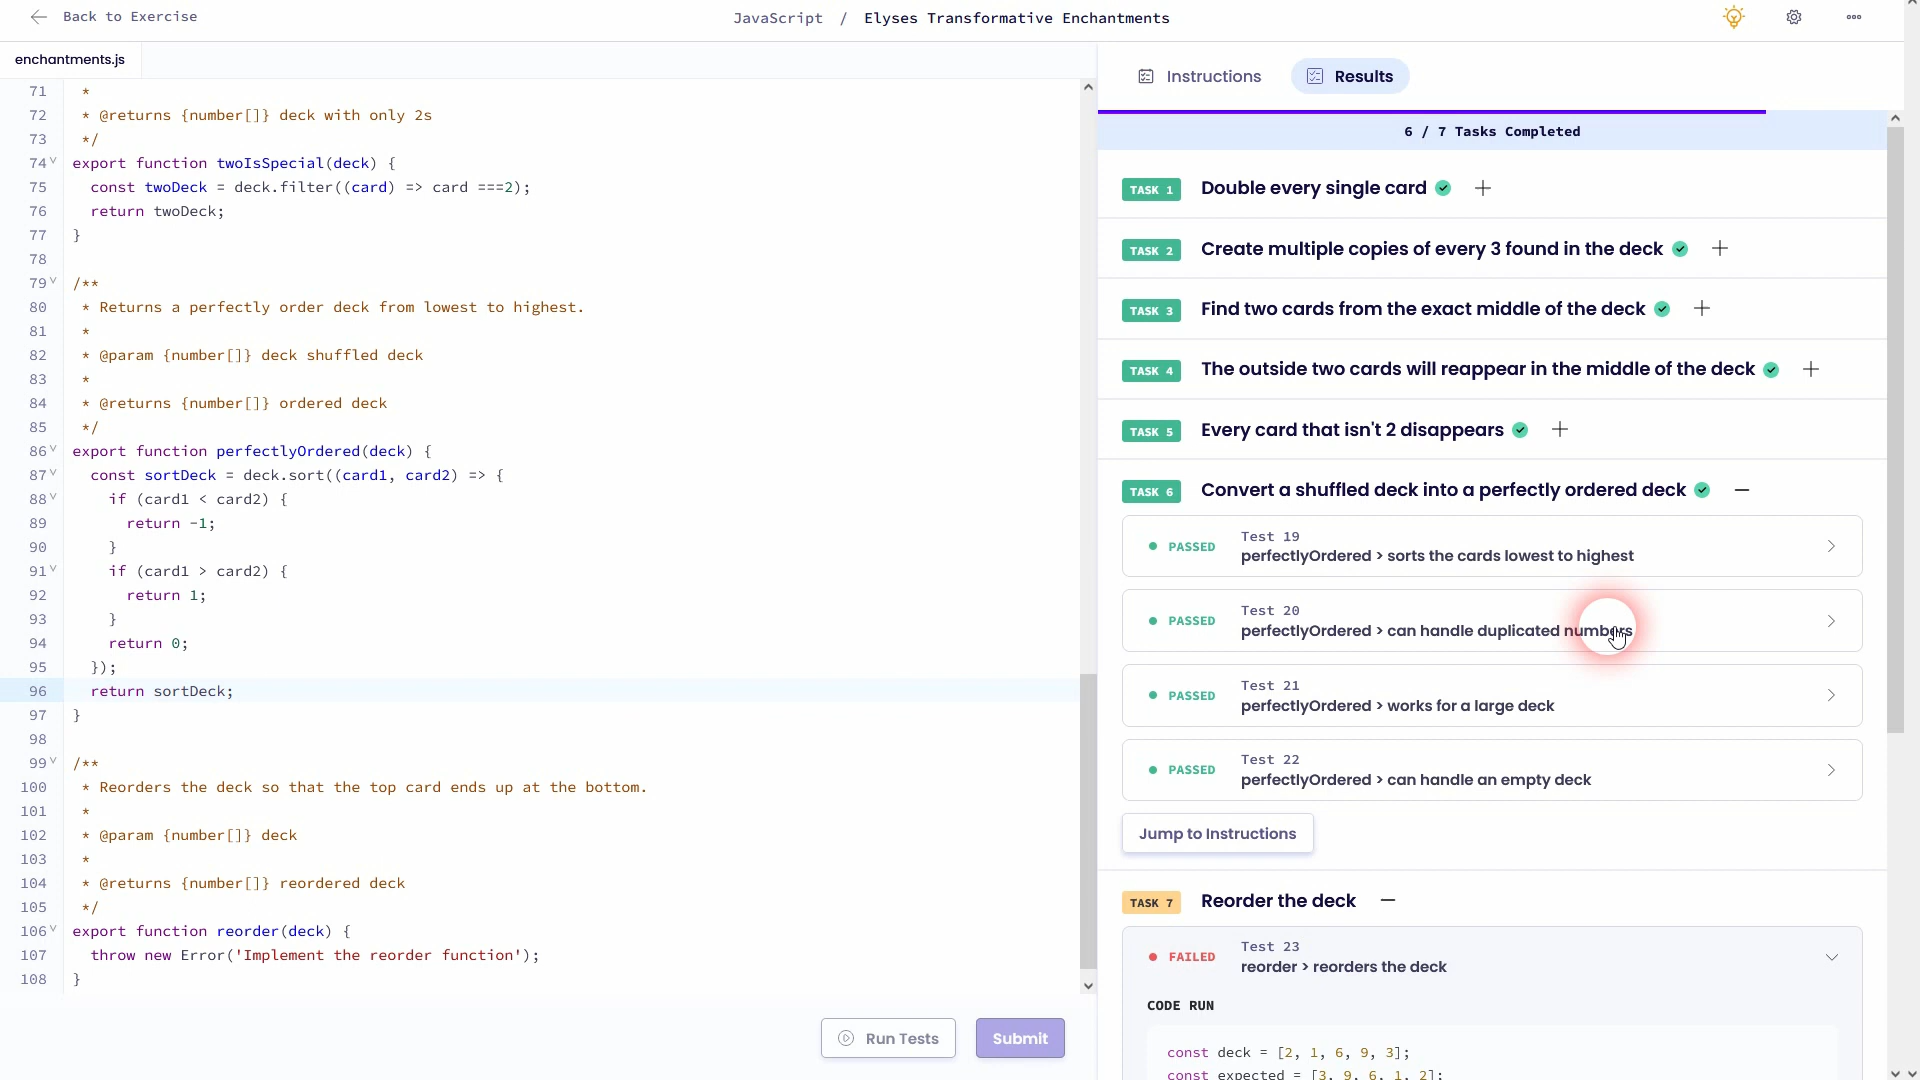 Back to Exercise
JavaScript / Elyses Transformative Enchantments
enchantments.js
71 *
72 * @returns {number[]} deck with only 2s
73 */
74 export function twoIsSpecial(deck) {
75 const twoDeck = deck.filter((card) => card ===2);
76 return twoDeck;
77 }
78
79 /**
80 * Returns a perfectly order deck from lowest to highest.
81 *
82 * @param {number[]} deck shuffled deck
83 *
84 * @returns {number[]} ordered deck
85 */
86 export function perfectlyOrdered(deck) {
87 const sortDeck = deck.sort((card1, card2) => {
88 if (card1 < card2) {
89 return -1;
90 }
91 if (card1 > card2) {
92 return 1;
93 }
94 return 0;
95 });
96 return sortDeck;
97 }
98
99 /**
100 * Reorders the deck so that the top card ends up at the bottom.
101 *
102 * @param {number[]} deck
103 *
104 * @returns {number[]} reordered deck
105 */
106 export function reorder(deck) {
107 throw new Error('Implement the reorder function');
108 }
Run Tests
Submit
Instructions
Results
6 / 7 Tasks Completed
TASK 1 Double every single card
TASK 2 Create multiple copies of every 3 found in the deck
TASK 3 Find two cards from the exact middle of the deck
TASK 4 The outside two cards will reappear in the middle of the deck
TASK 5 Every card that isn't 2 disappears
TASK 6 Convert a shuffled deck into a perfectly ordered deck
PASSED
Test 19
perfectlyOrdered > sorts the cards lowest to highest
PASSED
Test 20
perfectlyOrdered > can handle duplicated numbers
PASSED
Test 21
perfectlyOrdered > works for a large deck
PASSED
Test 22
perfectlyOrdered > can handle an empty deck
Jump to Instructions
TASK 7 Reorder the deck
FAILED
Test 23
reorder > reorders the deck
CODE RUN
const deck = [2, 1, 6, 9, 3];
const expected = [3, 9, 6, 1, 2];